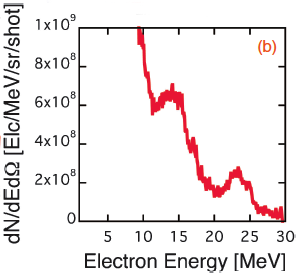 dN/dEdΩ [Elc/MeV/sr/shot]
1x10⁹
8x10⁸
6x10⁸
4x10⁸
2x10⁸
0
(b)
5 10 15 20 25 30
Electron Energy [MeV]